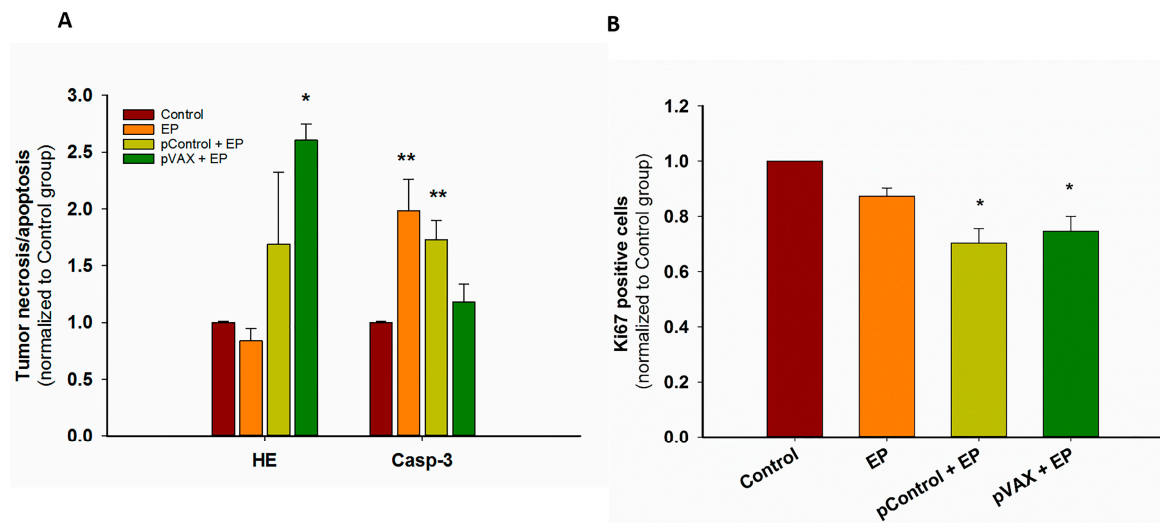 A
Tumor necrosis/apoptosis
(normalized to Control group)
3.0
2.5
2.0
1.5
1.0
0.5
0.0
Control
EP
pControl + EP
pVAX + EP
*
**
**
HE
Casp-3
B
Ki67 positive cells
(normalized to Control group)
1.2
1.0
0.8
0.6
0.4
0.2
0.0
*
*
Control
EP
pControl + EP
pVAX + EP